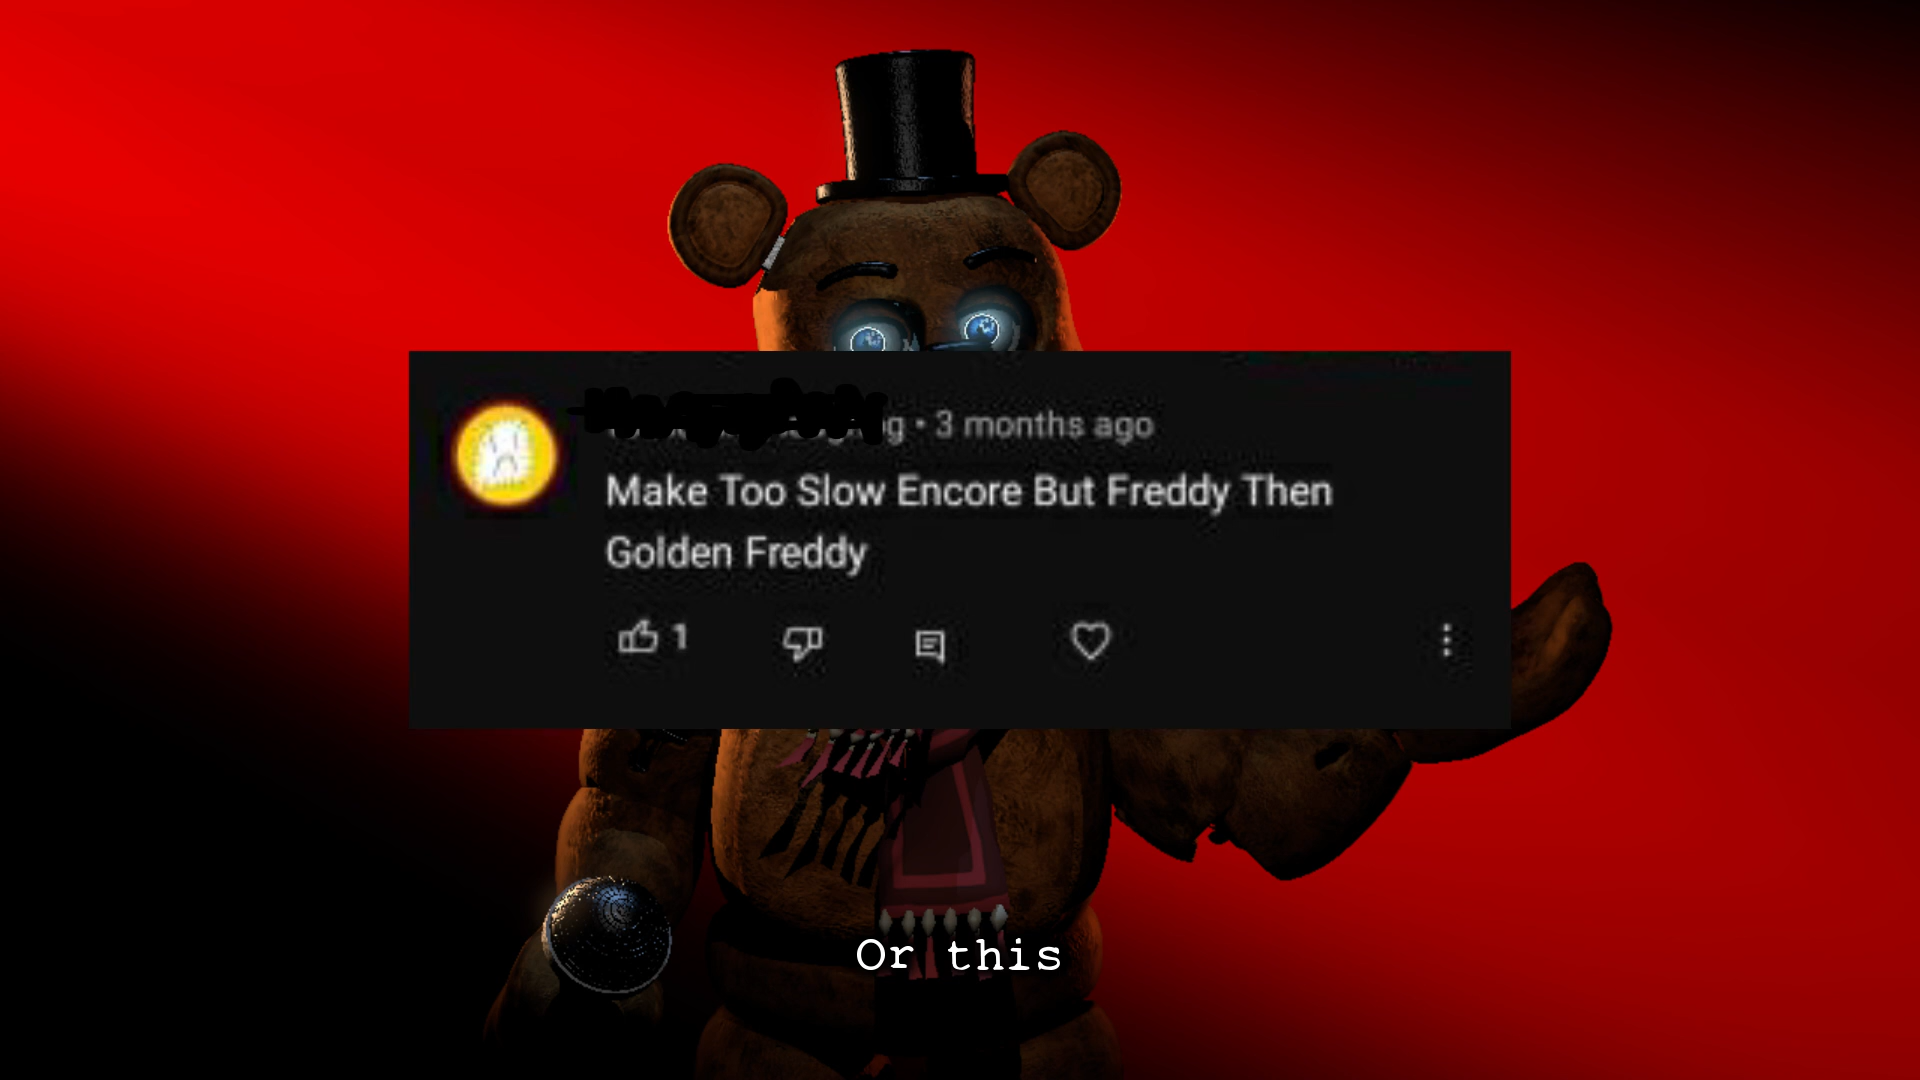 g • 3 months ago
Make Too Slow Encore But Freddy Then
Golden Freddy
1
Or this